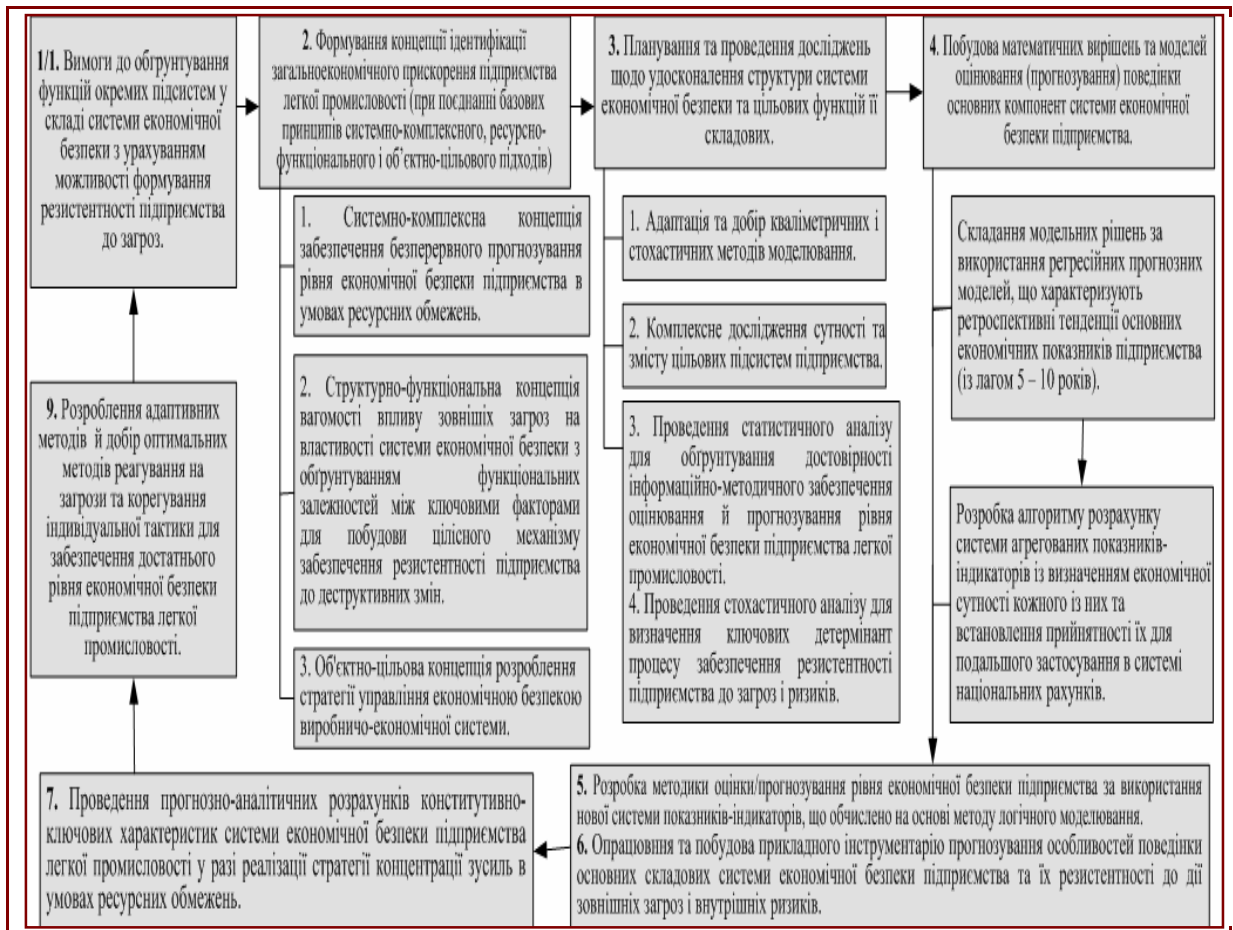 1/1. Вимоги до обгрунтування
функцій окремих підсистем у
складі системи економічної
безпеки з урахуванням
можливості формування
резистентності підприємства
до загроз.
2. Формування концепції ідентифікації
загальноекономічного прискорення підприємства
легкої промисловості (при поєднанні базових
принципів системно-комплексного, ресурсно-
функціонального і об’єктно-цільового підходів)
1. Системно-комплексна концепція
забезпечення безперервного прогнозування
рівня економічної безпеки підприємства в
умовах ресурсних обмежень.
2. Структурно-функціональна концепція
вагомості впливу зовнішіх загроз на
властивості системи економічної безпеки з
обґрунтуванням функціональних
залежностей між ключовими факторами
для побудови цілісного механізму
забезпечення резистентності підприємства
до деструктивних змін.
3. Об'єктно-цільова концепція розроблення
стратегії управління економічною безпекою
виробничо-економічної системи.
3. Планування та проведення досліджень
щодо удосконалення структури системи
економічної безпеки та цільових функцій її
складових.
1. Адаптація та добір кваліметричних і
стохастичних методів моделювання.
2. Комплексне дослідження сутності та
змісту цільових підсистем підприємства.
3. Проведення статистичного аналізу
для обґрунтування достовірності
інформаційно-методичного забезпечення
оцінювання й прогнозування рівня
економічної безпеки підприємства легкої
промисловості.
4. Проведення стохастичного аналізу для
визначення ключових детермінант
процесу забезпечення резистентності
підприємства до загроз і ризиків.
4. Побудова математичних вирішень та моделей
оцінювання (прогнозування) поведінки
основних компонент системи економічної
безпеки підприємства.
Складання модельних рішень за
використання регресійних прогнозних
моделей, що характеризують
ретроспективні тенденції основних
економічних показників підприємства
(із лагом 5 – 10 років).
Розробка алгоритму розрахунку
системи агрегованих показників-
індикаторів із визначенням економічної
сутності кожного із них та
встановлення прийнятності їх для
подальшого застосування в системі
національних рахунків.
5. Розробка методики оцінки/прогнозування рівня економічної безпеки підприємства за використання
нової системи показників-індикаторів, що обчислено на основі методу логічного моделювання.
6. Опрацювння та побудова прикладного інструментарію прогнозування особливостей поведінки
основних складових системи економічної безпеки підприємства та їх резистентності до дії
зовнішніх загроз і внутрішніх ризиків.
7. Проведення прогнозно-аналітичних розрахунків конститутивно-
ключових характеристик системи економічної безпеки підприємства
легкої промисловості у разі реалізації стратегії концентрації зусиль в
умовах ресурсних обмежень.
9. Розроблення адаптивних
методів й добір оптимальних
методів реагування на
загрози та корегування
індивідуальної тактики для
забезпечення достатнього
рівня економічної безпеки
підприємства легкої
промисловості.